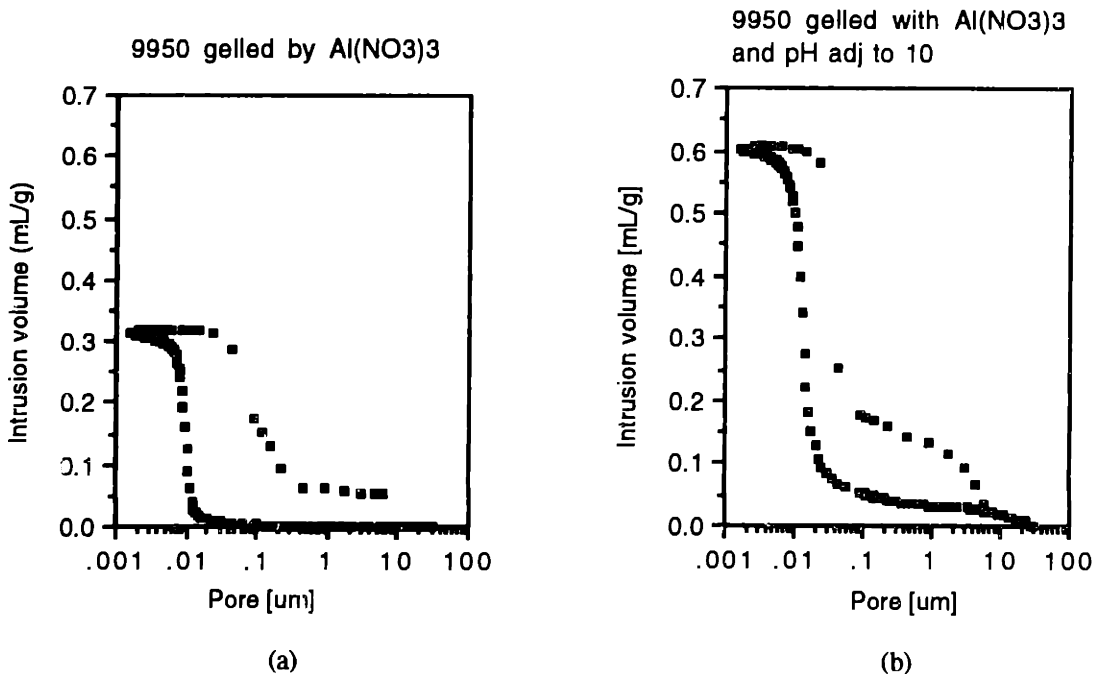 9950 gelled by Al(NO3)3
0.7
0.6
0.5
0.4
0.3
0.2
0.1
0.0
.001 .01 .1 1 10 100
Intrusion volume (mL/g)
Pore [um]
(a)
9950 gelled with Al(NO3)3
and pH adj to 10
0.7
0.6
0.5
0.4
0.3
0.2
0.1
0.0
.001 .01 .1 1 10 100
Intrusion volume [mL/g]
Pore [um]
(b)